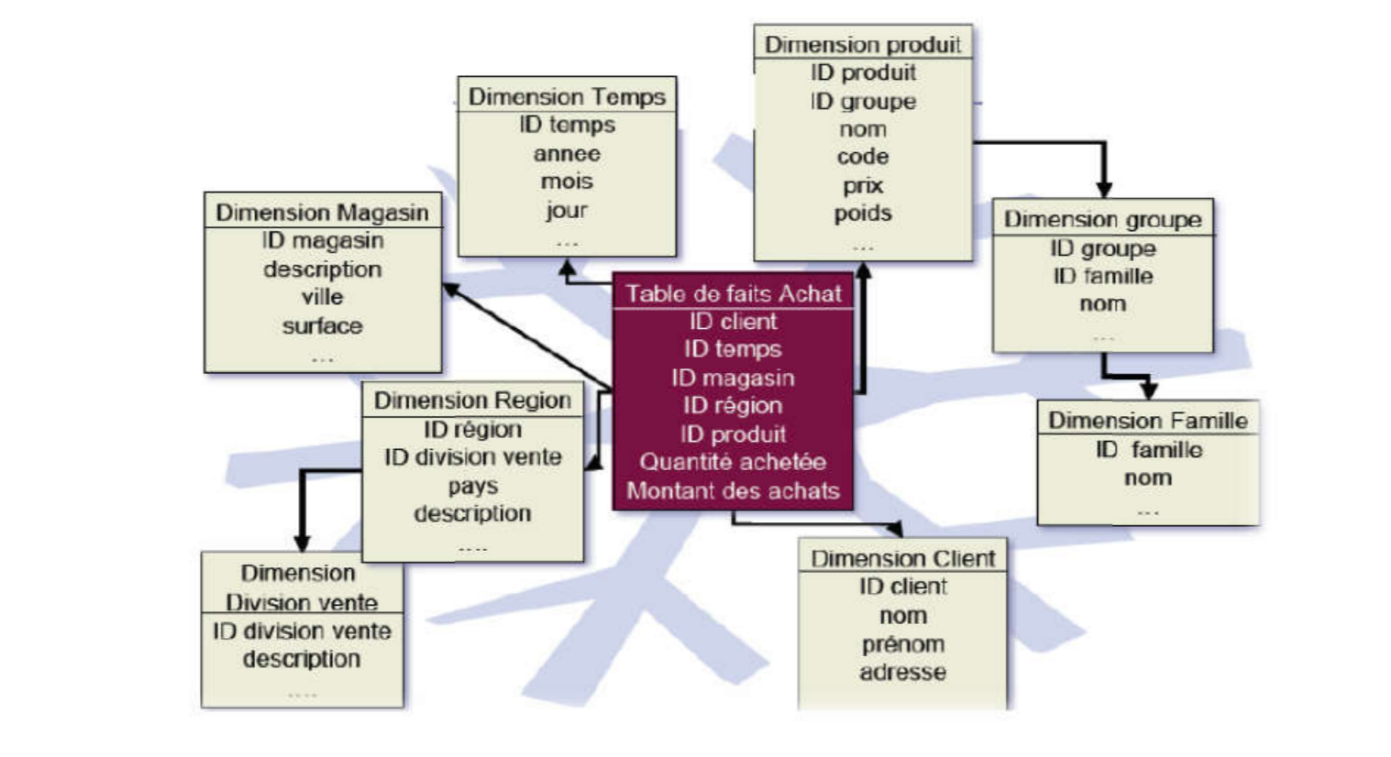 Dimension produit
ID produit
ID groupe
nom
code
prix
poids
...
Dimension Temps
ID temps
annee
mois
jour
...
Dimension Magasin
ID magasin
description
ville
surface
...
Dimension groupe
ID groupe
ID famille
nom
...
Table de faits Achat
ID client
ID temps
ID magasin
ID région
ID produit
Quantité achetée
Montant des achats
Dimension Region
ID région
ID division vente
pays
description
....
Dimension Famille
ID famille
nom
...
Dimension
Division vente
ID division vente
description
....
Dimension Client
ID client
nom
prénom
adresse